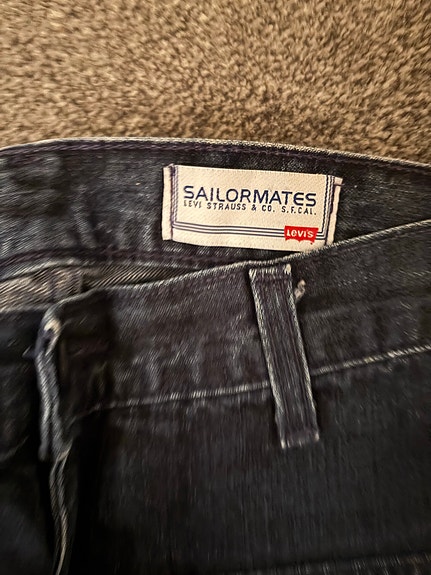 SAILORMATES
LEVI STRAUSS & CO. S.F.CAL.
LEVI'S